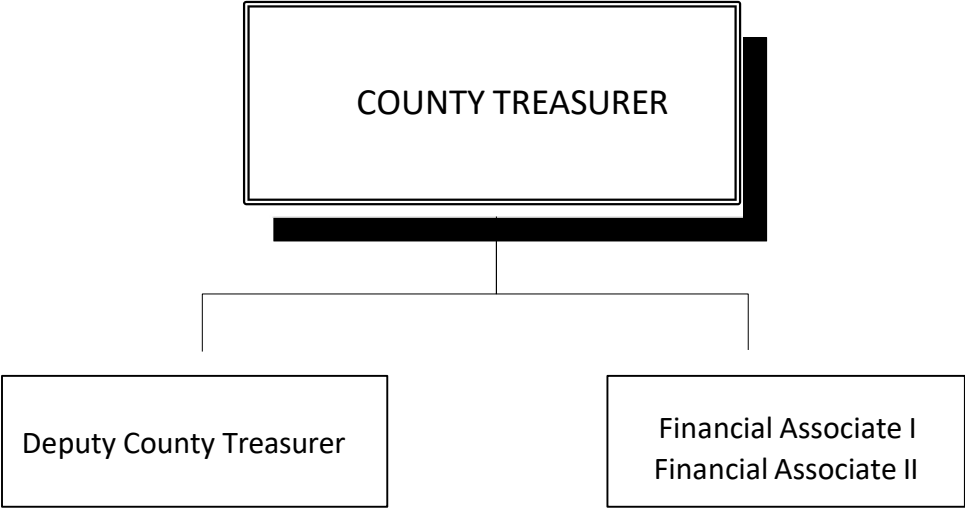 COUNTY TREASURER
Deputy County Treasurer
Financial Associate I
Financial Associate II